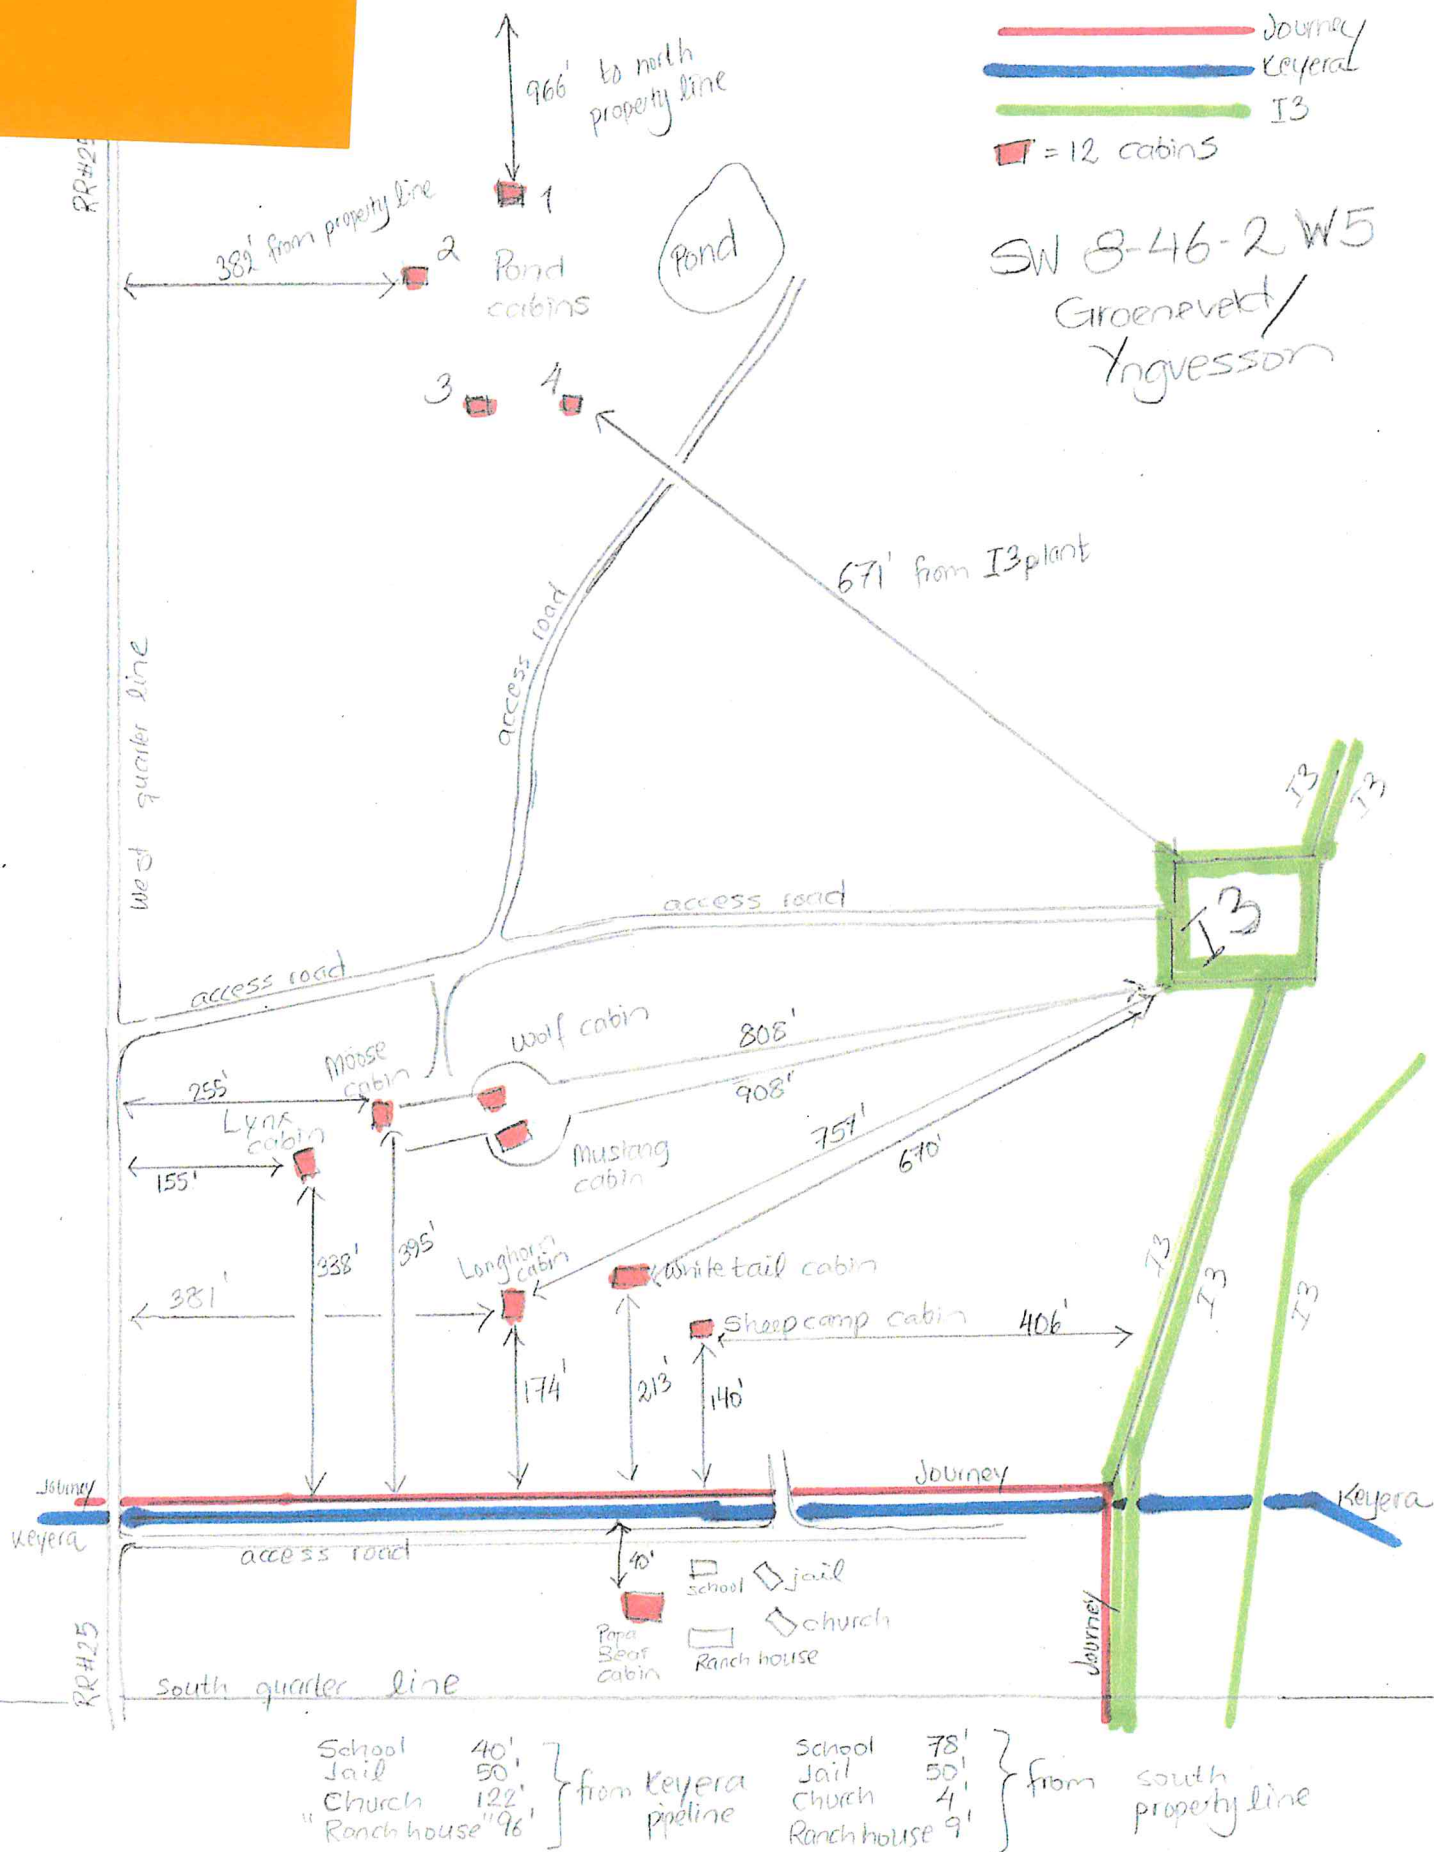 Journey
Keyera
I3
= 12 cabins
966' to north
property line
RR#25
1
382' from property line
2
Pond
cabins
Pond
SW 8-46-2 W5
Groeneveld/
Yngvesson
3
4
671' from I3 plant
access road
West quarter line
I3
I3
access road
I3
access road
Wolf cabin
808'
Moose
cabin
908'
255'
Lynx
cabin
757'
670'
Mustang
cabin
155'
338'
395'
Longhorn
cabin
White tail cabin
I3
I3
I3
381'
Sheepcamp cabin
406'
174'
213'
140'
Journey
Journey
Keyera
Keyera
access road
40'
school
jail
church
Papa
Bear
cabin
Ranch house
Journey
RR#25
south quarter line
School 40'
Jail 50'
Church 122'
"Ranch house" 96'
from Keyera
pipeline
School 78'
Jail 50'
Church 4'
Ranch house 9'
from south
property line